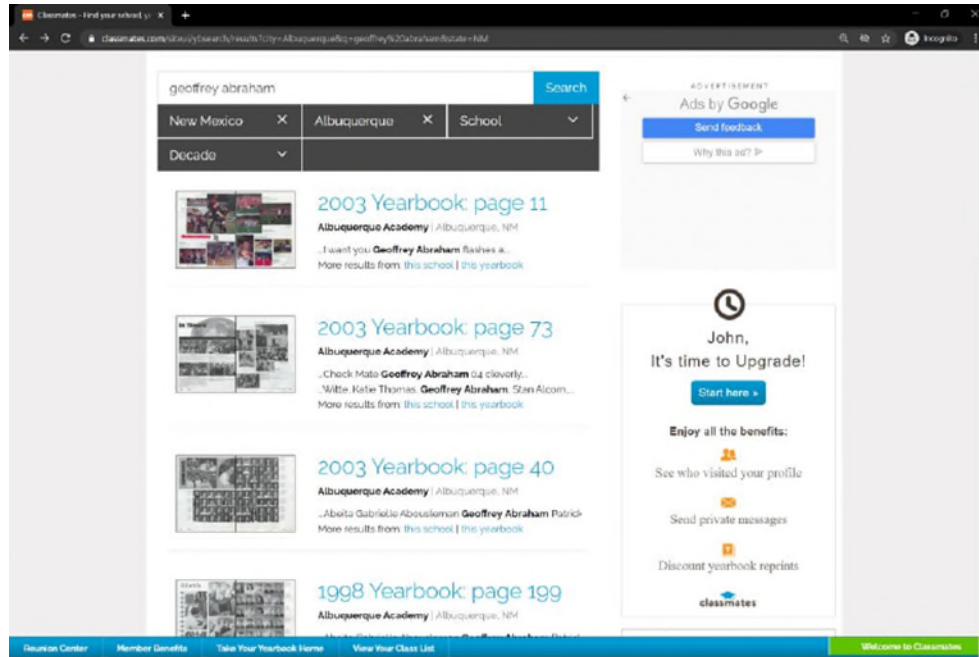 Classmates - Find your school, ye
classmates.com/siteui/ybsearch/results?city=Albuquerque&q=geoffrey%20abraham&state=NM
Incognito
geoffrey abraham
Search
New Mexico
Albuquerque
School
Decade
2003 Yearbook: page 11
Albuquerque Academy | Albuquerque, NM
...I want you Geoffrey Abraham flashes a...
More results from: this school | this yearbook
2003 Yearbook: page 73
Albuquerque Academy | Albuquerque, NM
...Check Mate Geoffrey Abraham 04 cleverly...
...Witte, Katie Thomas, Geoffrey Abraham, Stan Alcorn...
More results from: this school | this yearbook
2003 Yearbook: page 40
Albuquerque Academy | Albuquerque, NM
...Abeita Gabrielle Abousleman Geoffrey Abraham Patrick
More results from: this school | this yearbook
1998 Yearbook: page 199
Albuquerque Academy | Albuquerque, NM
ADVERTISEMENT
Ads by Google
Send feedback
Why this ad?
John,
It's time to Upgrade!
Start here »
Enjoy all the benefits:
See who visited your profile
Send private messages
Discount yearbook reprints
classmates
Reunion Center
Member Benefits
Take Your Yearbook Home
View Your Class List
Welcome to Classmates